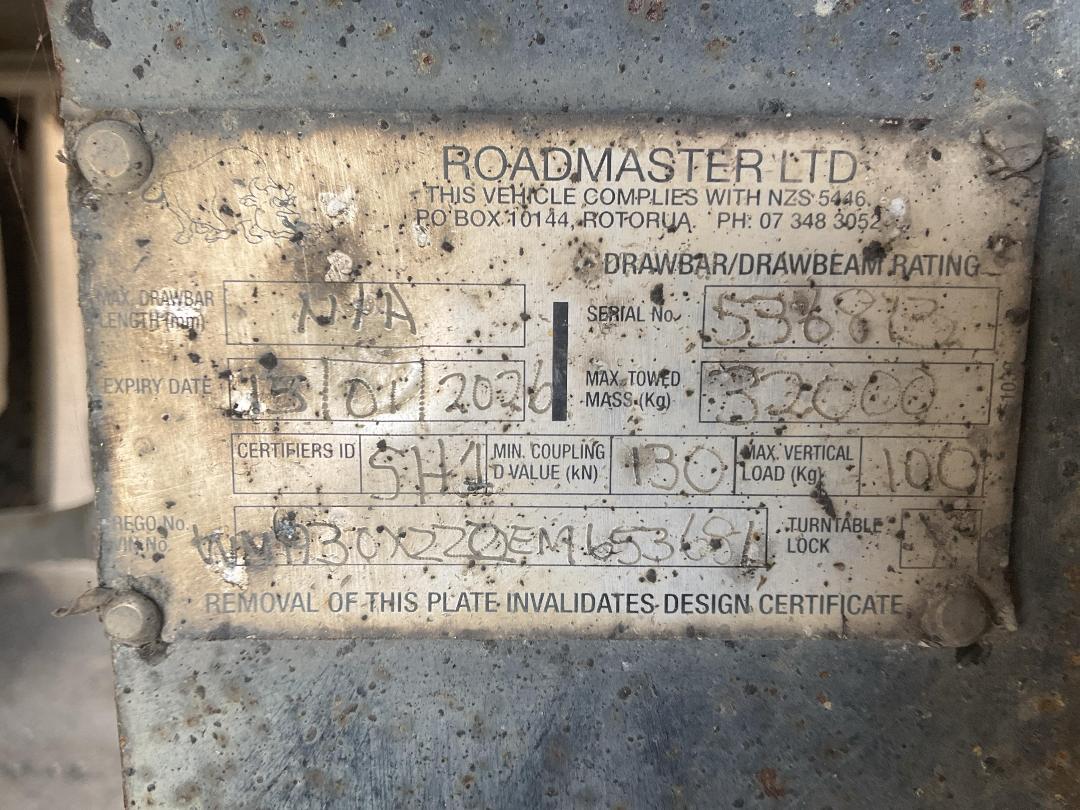 ROADMASTER LTD
THIS VEHICLE COMPLIES WITH NZS 5446
PO BOX 10144, ROTORUA PH: 07 348 3052
DRAWBAR/DRAWBEAM RATING
MAX. DRAWBAR LENGTH (mm) N/A SERIAL No.
EXPIRY DATE 13/01/2026 MAX. TOWED MASS (Kg) 32000
CERTIFIERS ID SH1 MIN. COUPLING D VALUE (kN) 130 MAX. VERTICAL LOAD (Kg) 100
REGO No. VIN No. TURNTABLE LOCK X
REMOVAL OF THIS PLATE INVALIDATES DESIGN CERTIFICATE